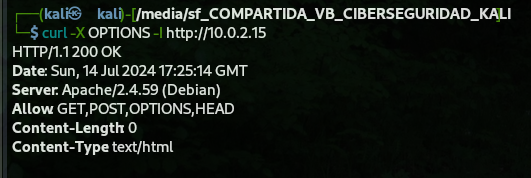 ┌──(kali㉿ kali)-[/media/sf_COMPARTIDA_VB_CIBERSEGURIDAD_KALI]
└─$ curl -X OPTIONS -I http://10.0.2.15
HTTP/1.1 200 OK
Date: Sun, 14 Jul 2024 17:25:14 GMT
Server: Apache/2.4.59 (Debian)
Allow: GET,POST,OPTIONS,HEAD
Content-Length: 0
Content-Type: text/html